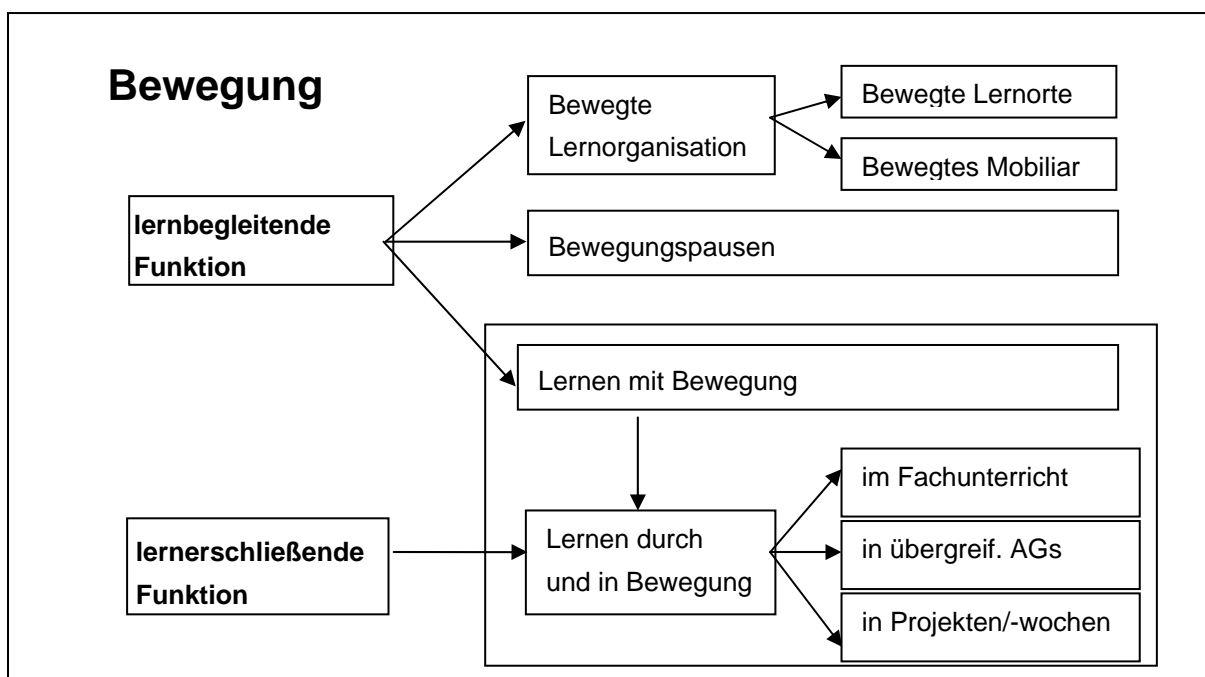 Bewegung
Bewegte
Lernorganisation
Bewegte Lernorte
Bewegtes Mobiliar
lernbegleitende
Funktion
Bewegungspausen
Lernen mit Bewegung
lernerschließende
Funktion
Lernen durch
und in Bewegung
im Fachunterricht
in übergreif. AGs
in Projekten/-wochen